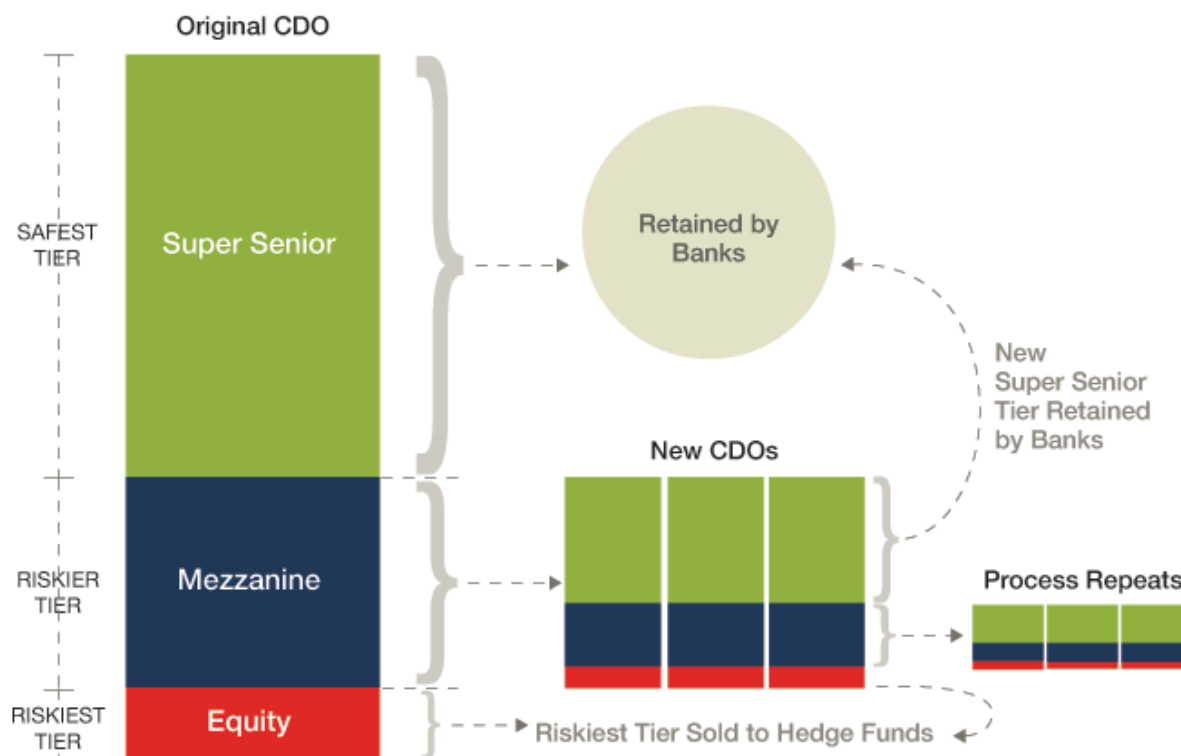 Original CDO
SAFEST
TIER
Super Senior
Retained by
Banks
New
Super Senior
Tier Retained
by Banks
New CDOs
RISKIER
TIER
Mezzanine
Process Repeats
RISKIEST
TIER
Equity
Riskiest Tier Sold to Hedge Funds